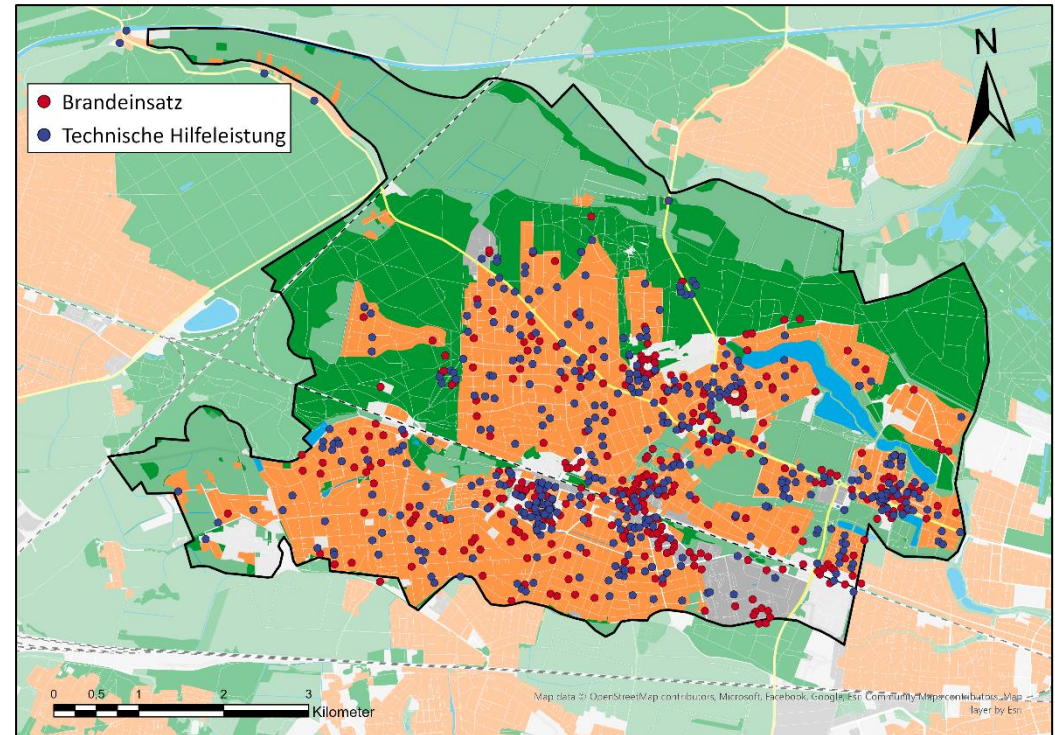 N
Brandeinsatz
Technische Hilfeleistung
0 0,5 1 2 3
Kilometer
Map data © OpenStreetMap contributors, Microsoft, Facebook, Google, Esri Community Maps contributors, Map
layer by Esri